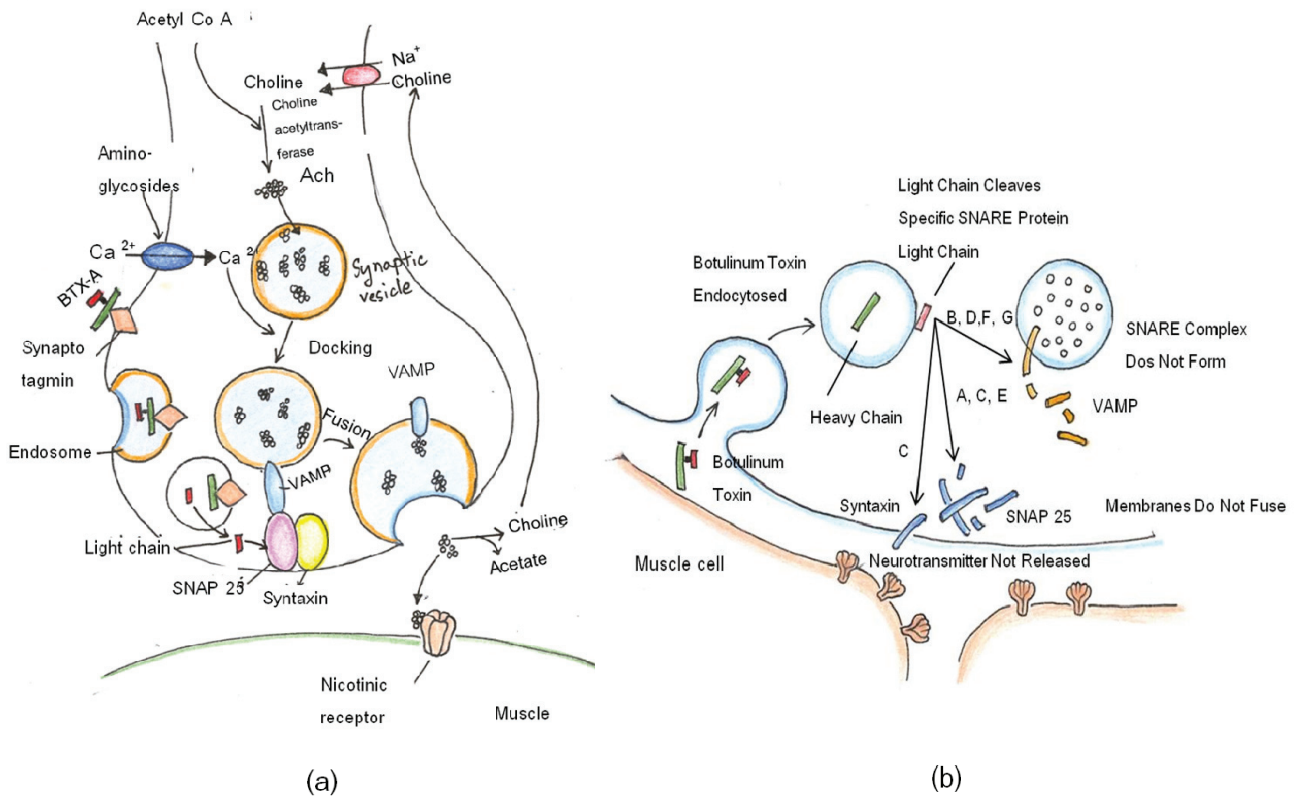 Acetyl Co A
Na+
Choline
Choline
Choline
acetyltrans-
ferase
Ach
Amino-
glycosides
Ca 2+
Ca 2+
BTX-A
Synaptic
vesicle
Synapto
tagmin
Docking
VAMP
Fusion
Endosome
VAMP
Light chain
SNAP 25
Syntaxin
Choline
Acetate
Nicotinic
receptor
Muscle
(a)
Light Chain Cleaves
Specific SNARE Protein
Light Chain
Botulinum Toxin
Endocytosed
B, D,F, G
SNARE Complex
Dos Not Form
Heavy Chain
A, C, E
VAMP
C
Botulinum
Toxin
Syntaxin
SNAP 25
Membranes Do Not Fuse
Muscle cell
Neurotransmitter Not Released
(b)